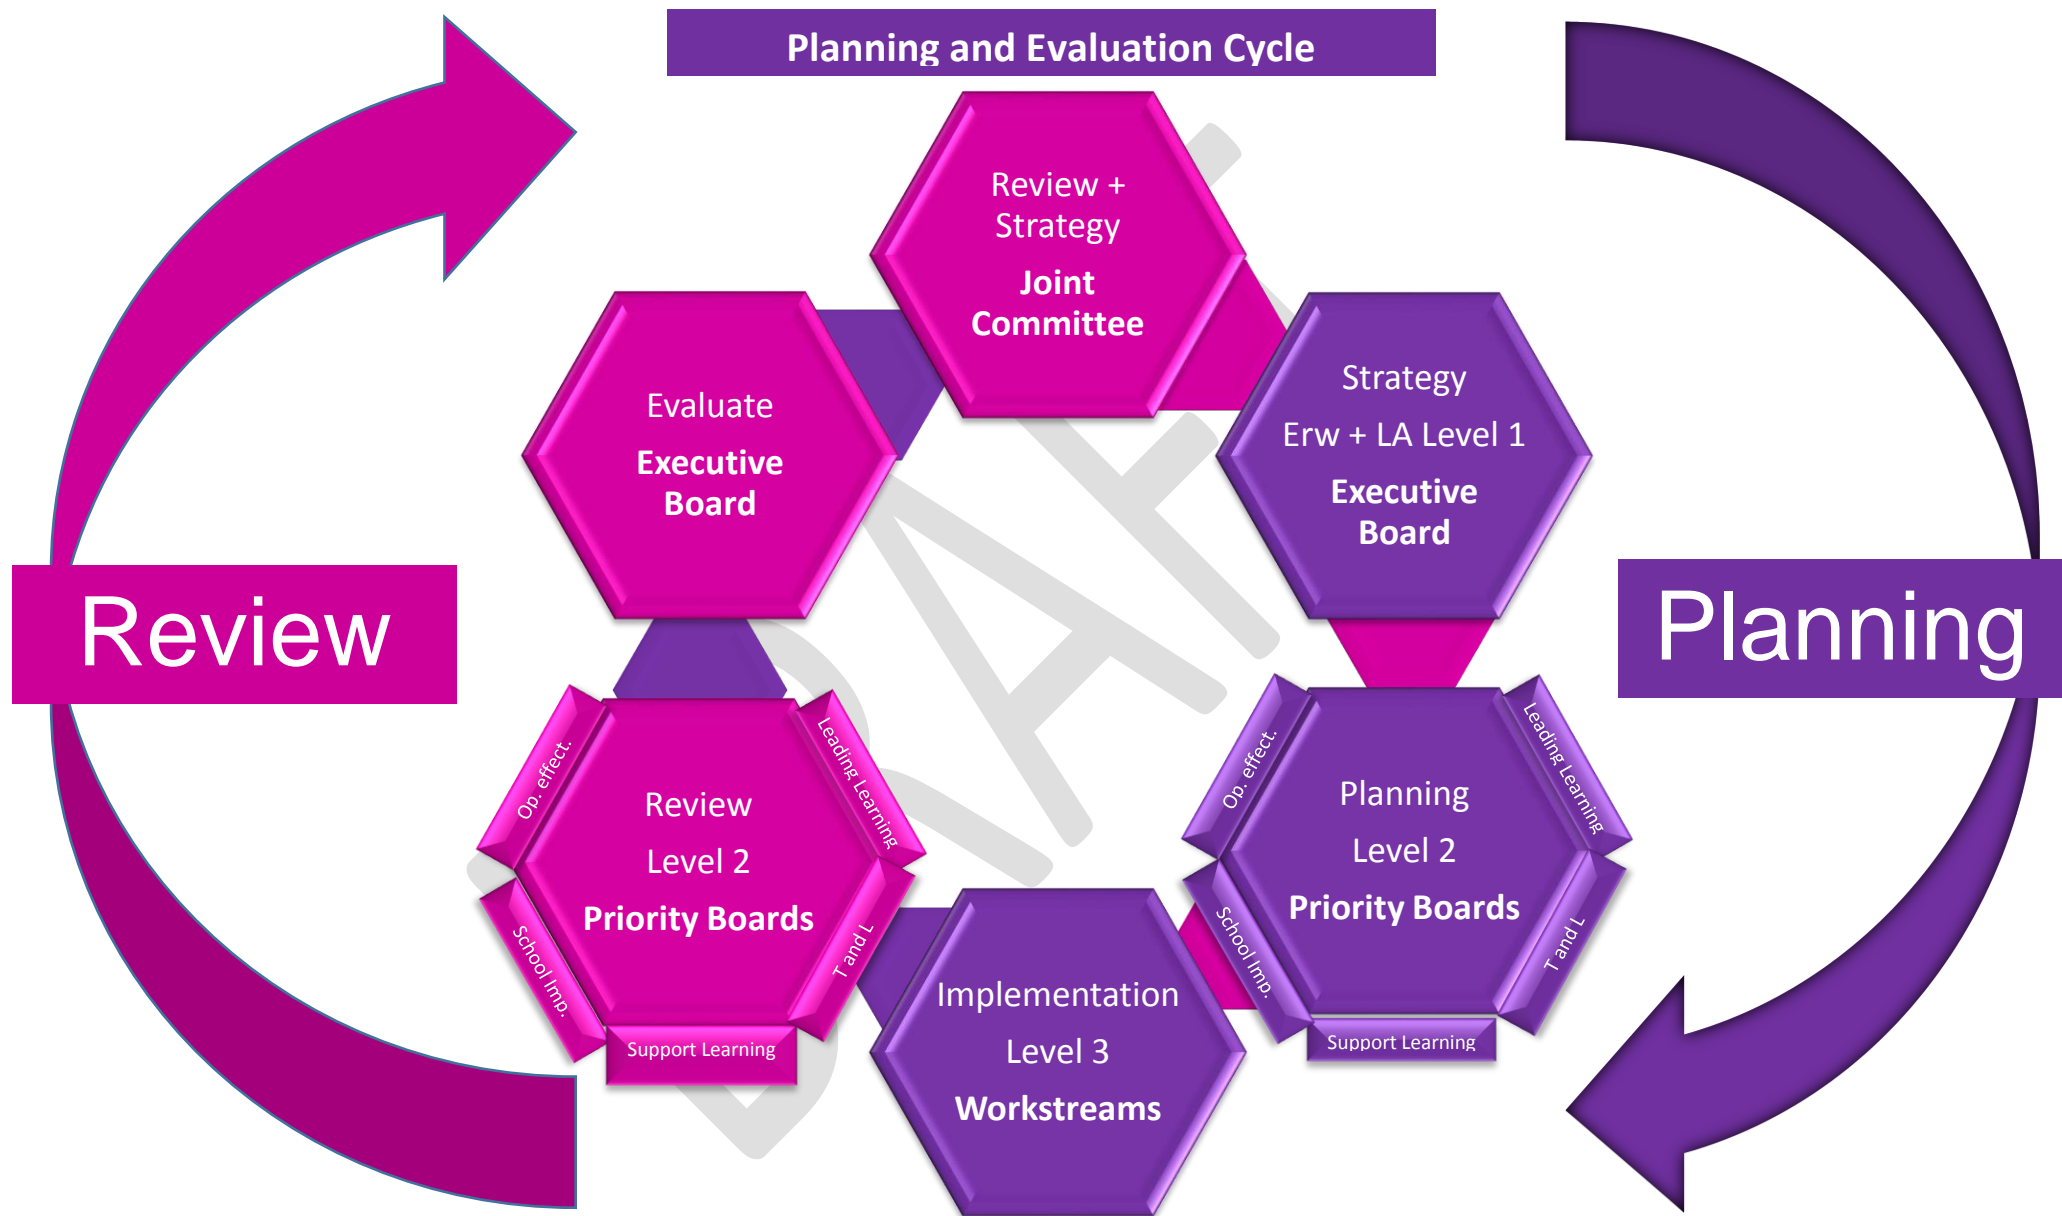 Planning and Evaluation Cycle
Review +
Strategy
Joint
Committee
Evaluate
Executive
Board
Strategy
Erw + LA Level 1
Executive
Board
Review
Planning
Op. effect.
Leading Learning
Review
Level 2
Priority Boards
School Imp.
T and L
Support Learning
Op. effect.
Leading Learning
Planning
Level 2
Priority Boards
School Imp.
T and L
Support Learning
Implementation
Level 3
Workstreams
DRAFT